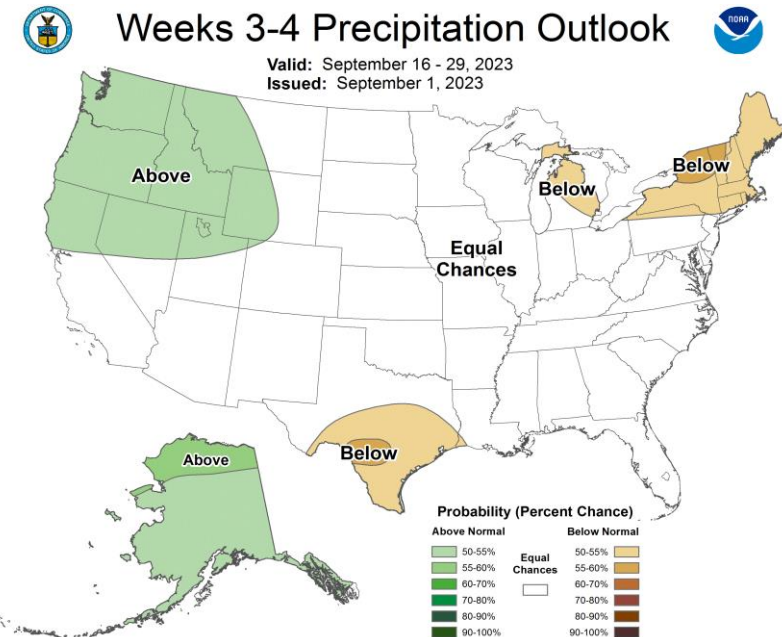 Weeks 3-4 Precipitation Outlook
NOAA
Valid: September 16 - 29, 2023
Issued: September 1, 2023
Above
Below
Below
Equal
Chances
Above
Below
Probability (Percent Chance)
Above Normal
Below Normal
Equal
Chances
50-55%
55-60%
60-70%
70-80%
80-90%
90-100%
50-55%
55-60%
60-70%
70-80%
80-90%
90-100%